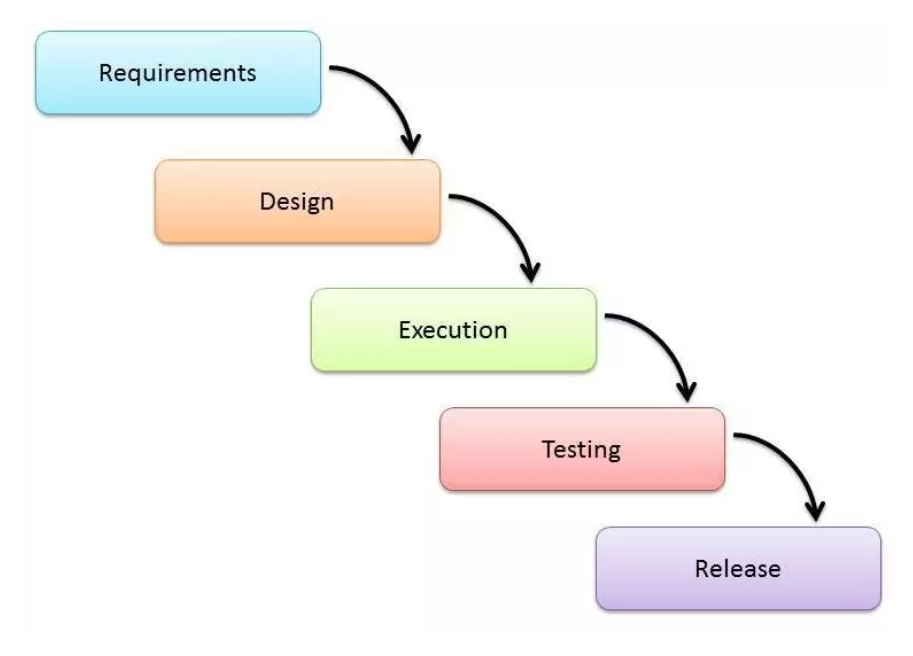 Requirements
Design
Execution
Testing
Release